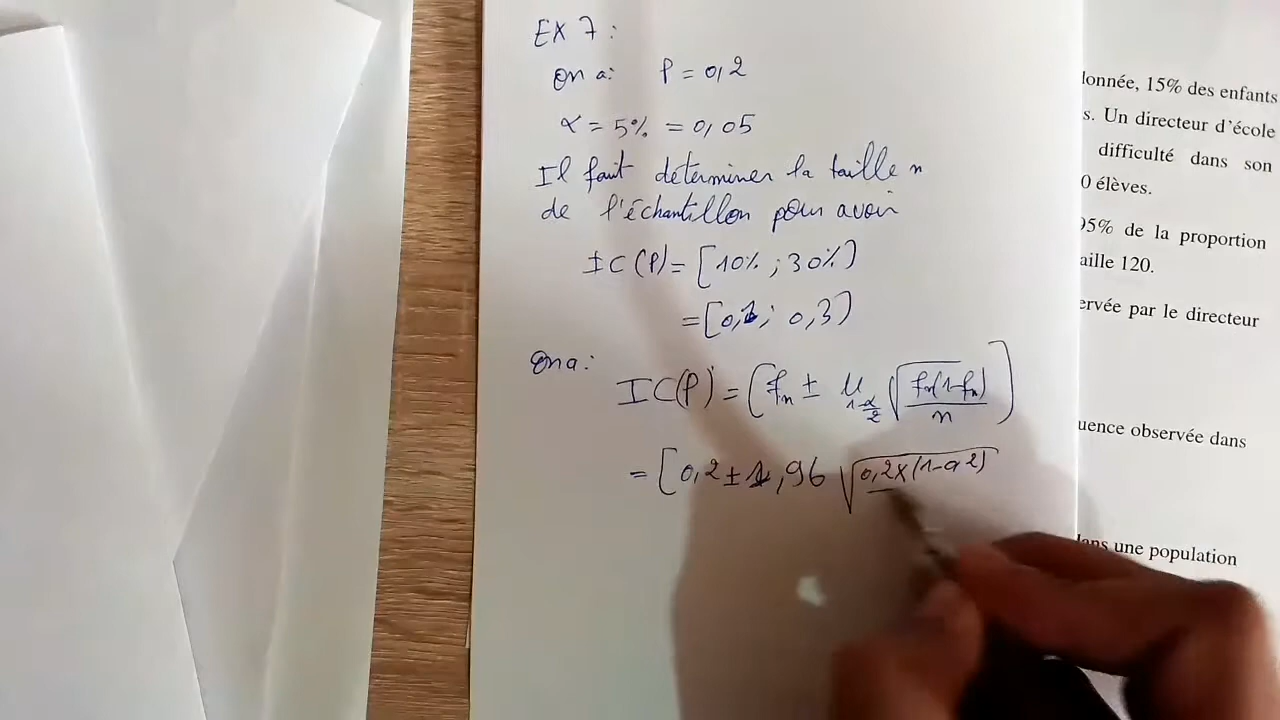 EX 7 :
on a: P = 0,2
α = 5% = 0,05
Il faut déterminer la taille n
de l'échantillon pour avoir
IC(P) = [10% ; 30%]
= [0,1 ; 0,3]
on a:
IC(P) = [fn ± U1-α/2 √(fn(1-fn)/n)]
= [0,2 ± 1,96 √0,2x(1-0,2)
lonnée, 15% des enfants
s. Un directeur d'école
difficulté dans son
0 élèves.
95% de la proportion
aille 120.
ervée par le directeur
uence observée dans
dans une population